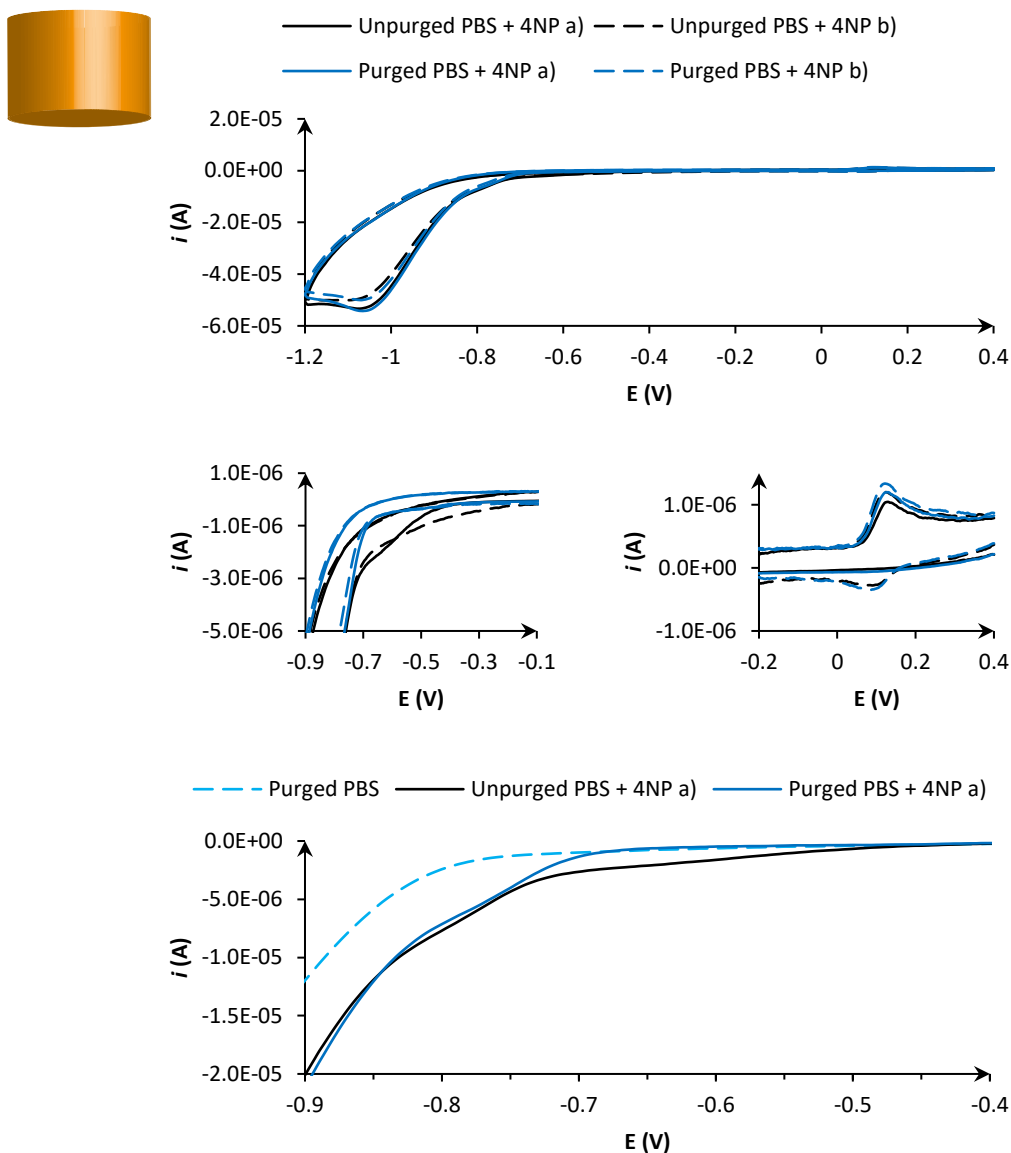 Unpurged PBS + 4NP a) Unpurged PBS + 4NP b)
Purged PBS + 4NP a) Purged PBS + 4NP b)
2.0E-05
0.0E+00
-2.0E-05
-4.0E-05
-6.0E-05
i (A)
-1.2 -1 -0.8 -0.6 -0.4 -0.2 0 0.2 0.4
E (V)
1.0E-06
-1.0E-06
-3.0E-06
-5.0E-06
i (A)
-0.9 -0.7 -0.5 -0.3 -0.1
E (V)
1.0E-06
0.0E+00
-1.0E-06
i (A)
-0.2 0 0.2 0.4
E (V)
Purged PBS Unpurged PBS + 4NP a) Purged PBS + 4NP a)
0.0E+00
-5.0E-06
-1.0E-05
-1.5E-05
-2.0E-05
i (A)
-0.9 -0.8 -0.7 -0.6 -0.5 -0.4
E (V)